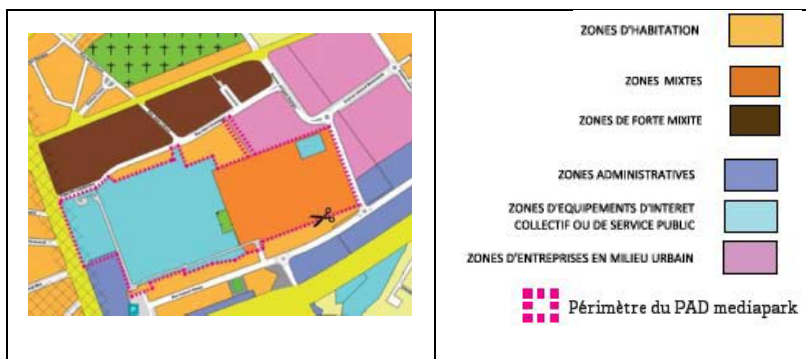 ZONES D'HABITATION
ZONES MIXTES
ZONES DE FORTE MIXITE
ZONES ADMINISTRATIVES
ZONES D'EQUIPEMENTS D'INTERET
COLLECTIF OU DE SERVICE PUBLIC
ZONES D'ENTREPRISES EN MILIEU URBAIN
Périmètre du PAD mediapark